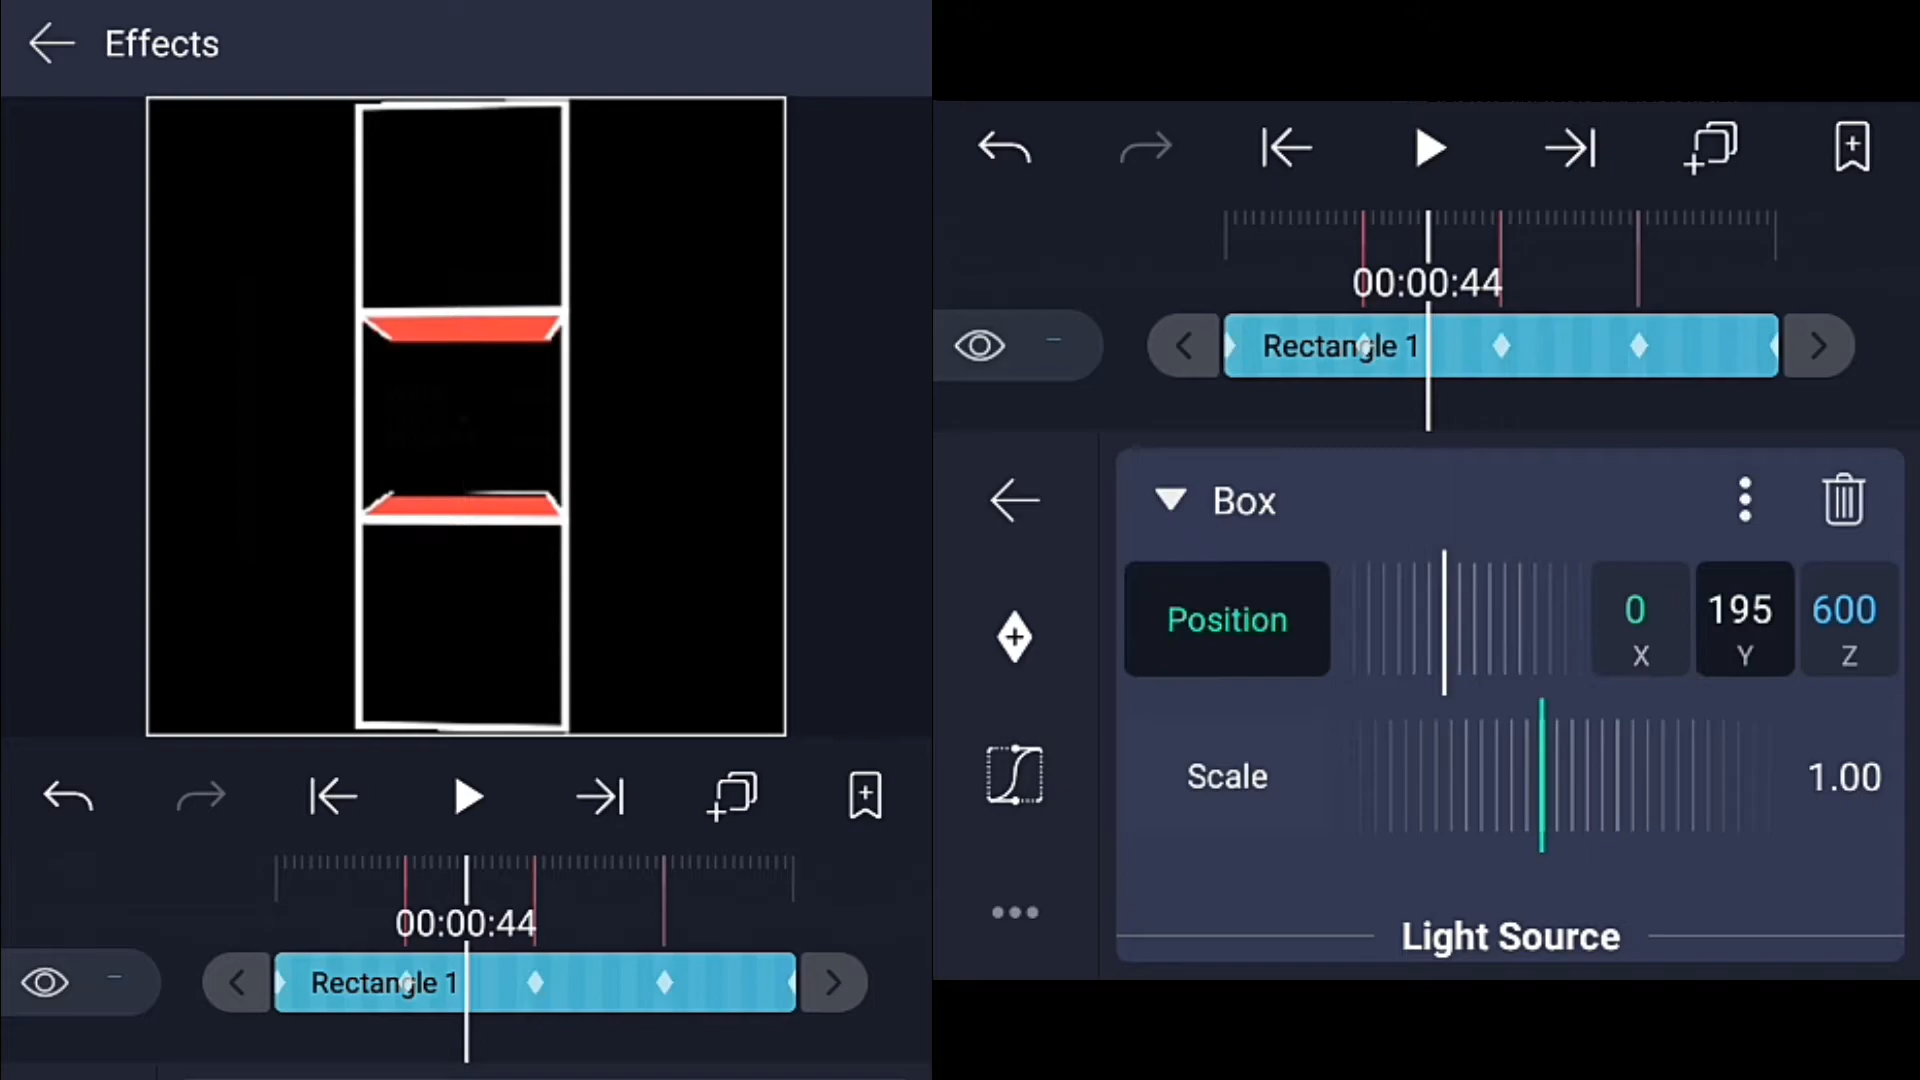 Effects
00:00:44
Rectangle 1
00:00:44
Rectangle 1
Box
Position
0 195 600
X Y Z
Scale 1.00
Light Source